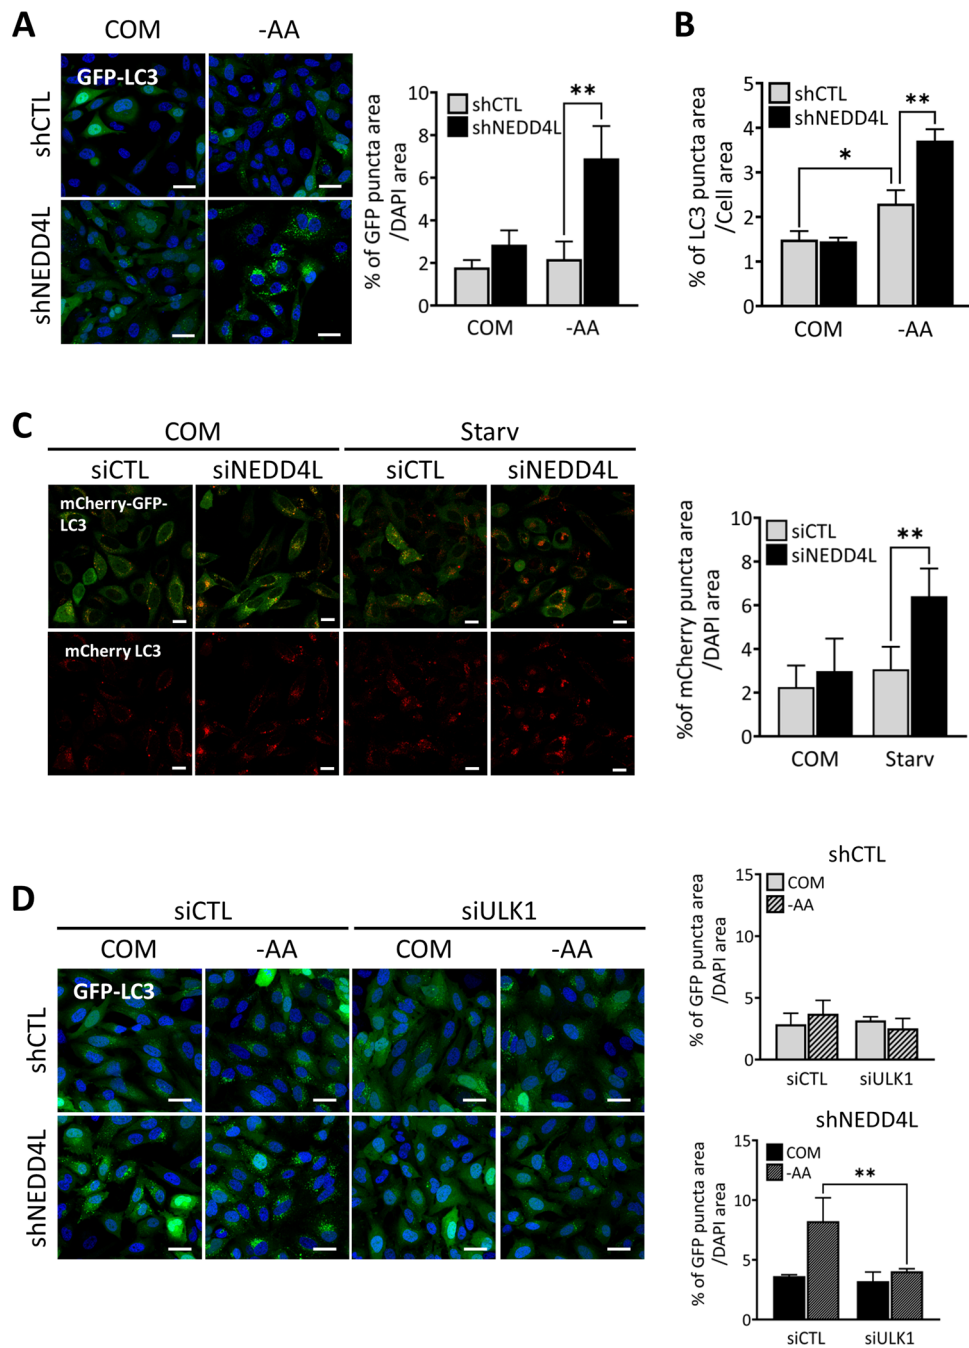 A
COM
-AA
shCTL
GFP-LC3
shNEDD4L
% of GFP puncta area
/DAPI area
10
8
6
4
2
0
shCTL
shNEDD4L
**
COM
-AA
B
% of LC3 puncta area
/Cell area
5
4
3
2
1
0
shCTL
shNEDD4L
*
**
COM
-AA
C
COM
Starv
siCTL
siNEDD4L
siCTL
siNEDD4L
mCherry-GFP-
LC3
mCherry LC3
%of mCherry puncta area
/DAPI area
10
8
6
4
2
0
siCTL
siNEDD4L
**
COM
Starv
D
siCTL
siULK1
COM
-AA
COM
-AA
shCTL
GFP-LC3
shNEDD4L
shCTL
% of GFP puncta area
/DAPI area
15
10
5
0
COM
-AA
siCTL
siULK1
shNEDD4L
% of GFP puncta area
/DAPI area
15
10
5
0
COM
-AA
**
siCTL
siULK1